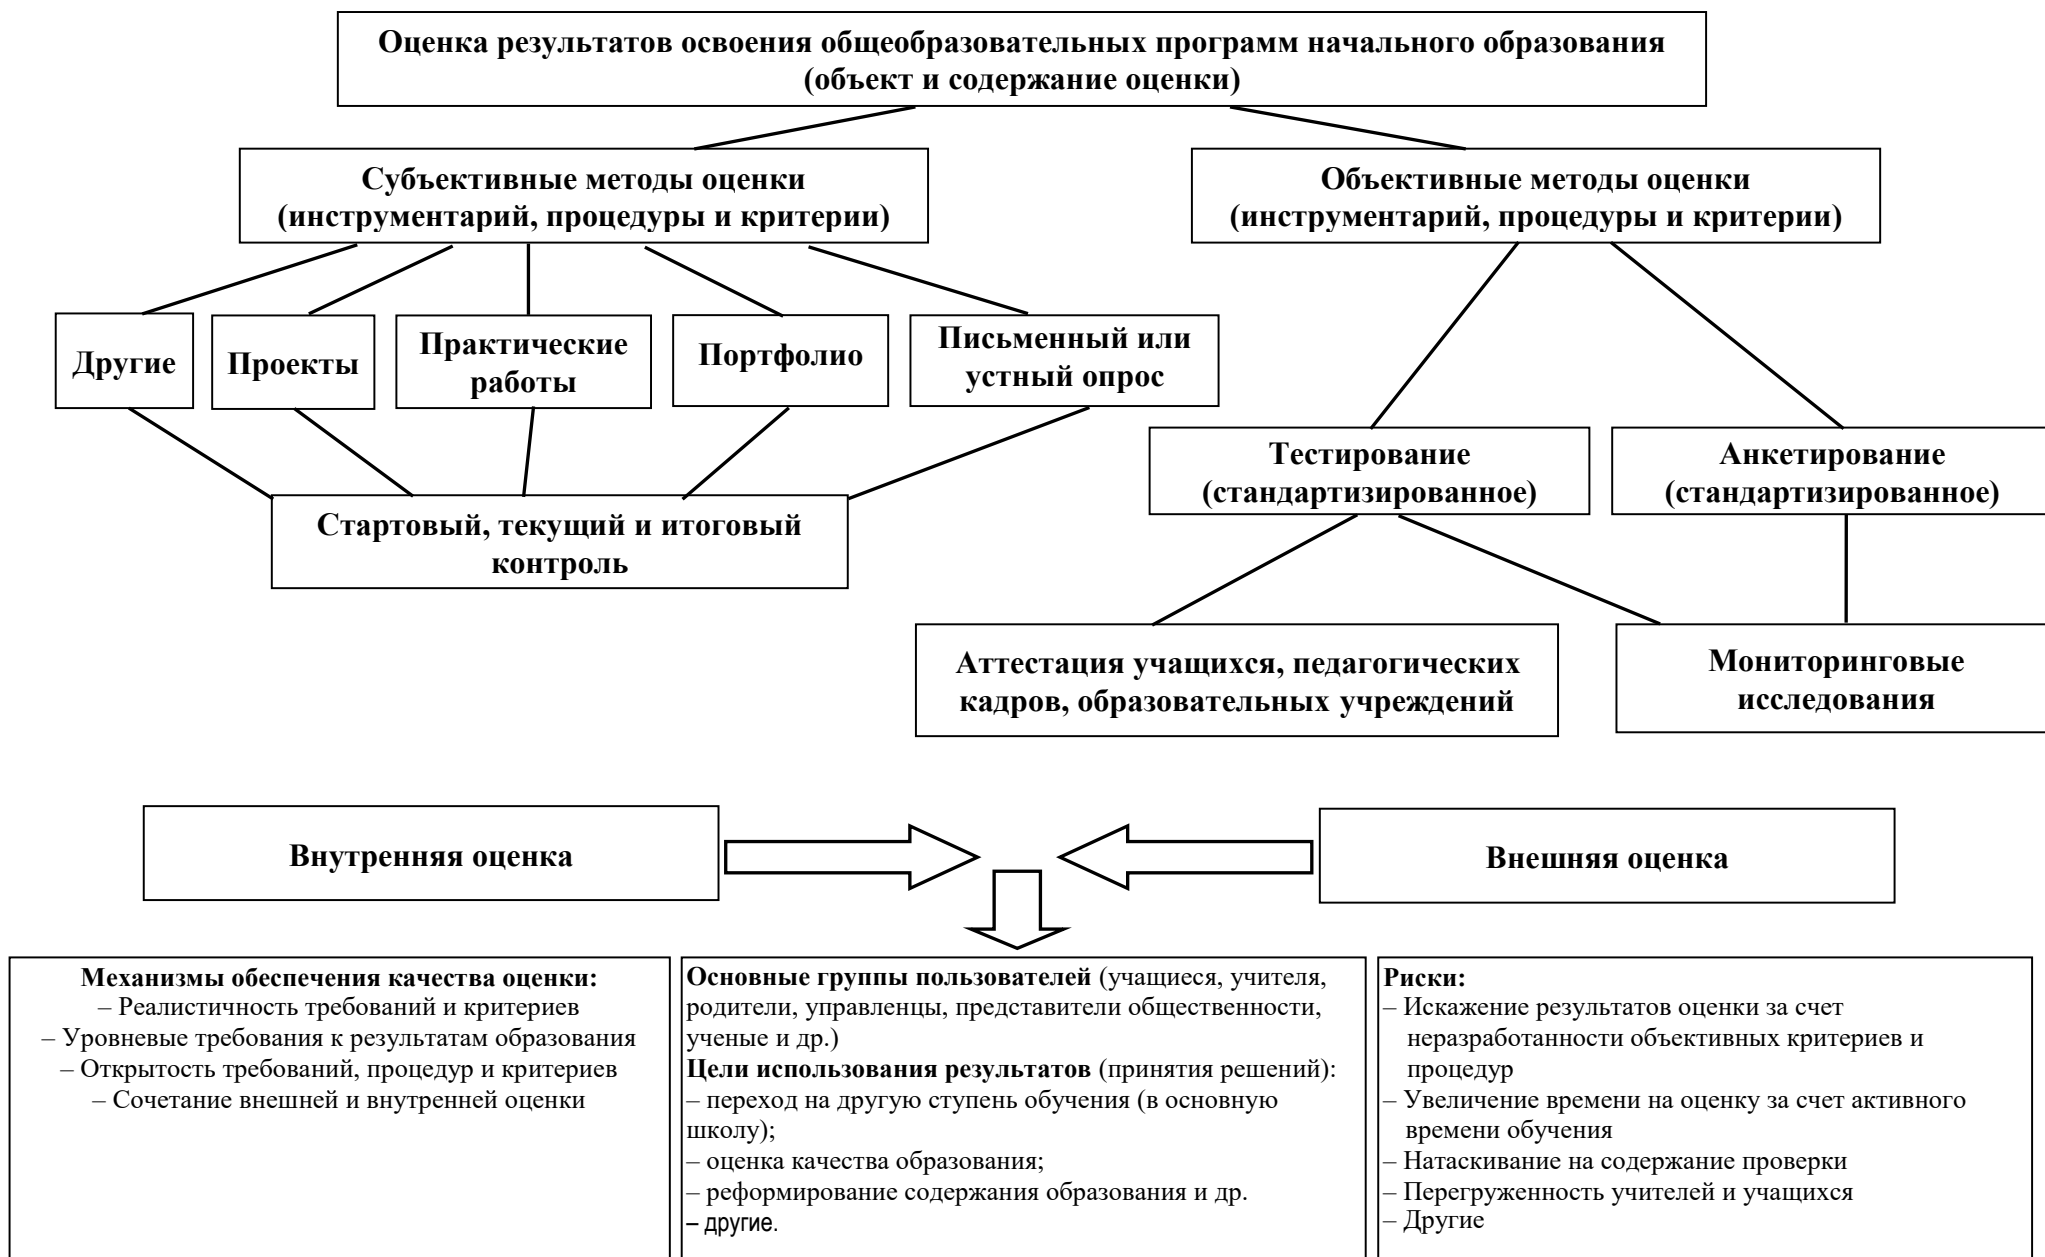 Оценка результатов освоения общеобразовательных программ начального образования
(объект и содержание оценки)
Субъективные методы оценки
(инструментарий, процедуры и критерии)
Объективные методы оценки
(инструментарий, процедуры и критерии)
Другие
Проекты
Практические
работы
Портфолио
Письменный или
устный опрос
Тестирование
(стандартизированное)
Анкетирование
(стандартизированное)
Стартовый, текущий и итоговый
контроль
Аттестация учащихся, педагогических
кадров, образовательных учреждений
Мониторинговые
исследования
Внутренняя оценка
Внешняя оценка
Механизмы обеспечения качества оценки:
– Реалистичность требований и критериев
– Уровневые требования к результатам образования
– Открытость требований, процедур и критериев
– Сочетание внешней и внутренней оценки
Основные группы пользователей (учащиеся, учителя,
родители, управленцы, представители общественности,
ученые и др.)
Цели использования результатов (принятия решений):
– переход на другую ступень обучения (в основную
школу);
– оценка качества образования;
– реформирование содержания образования и др.
– другие.
Риски:
– Искажение результатов оценки за счет
неразработанности объективных критериев и
процедур
– Увеличение времени на оценку за счет активного
времени обучения
– Натаскивание на содержание проверки
– Перегруженность учителей и учащихся
– Другие